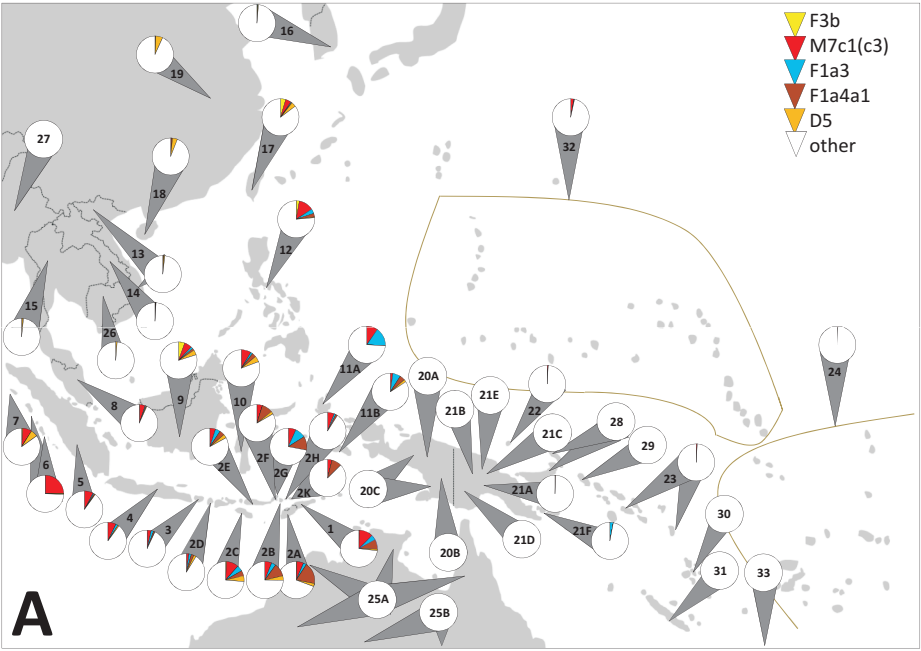 F3b
M7c1(c3)
F1a3
F1a4a1
D5
other
16
19
27
17
32
18
12
13
14
15
26
11A
24
8
9
10
20A
21E
22
11B
21B
7
28
21C
29
2E
2F
2H
6
2G
5
20C
21A
23
2K
4
21F
30
3
2D
1
21D
2C
2B
2A
20B
31
33
25A
25B
A